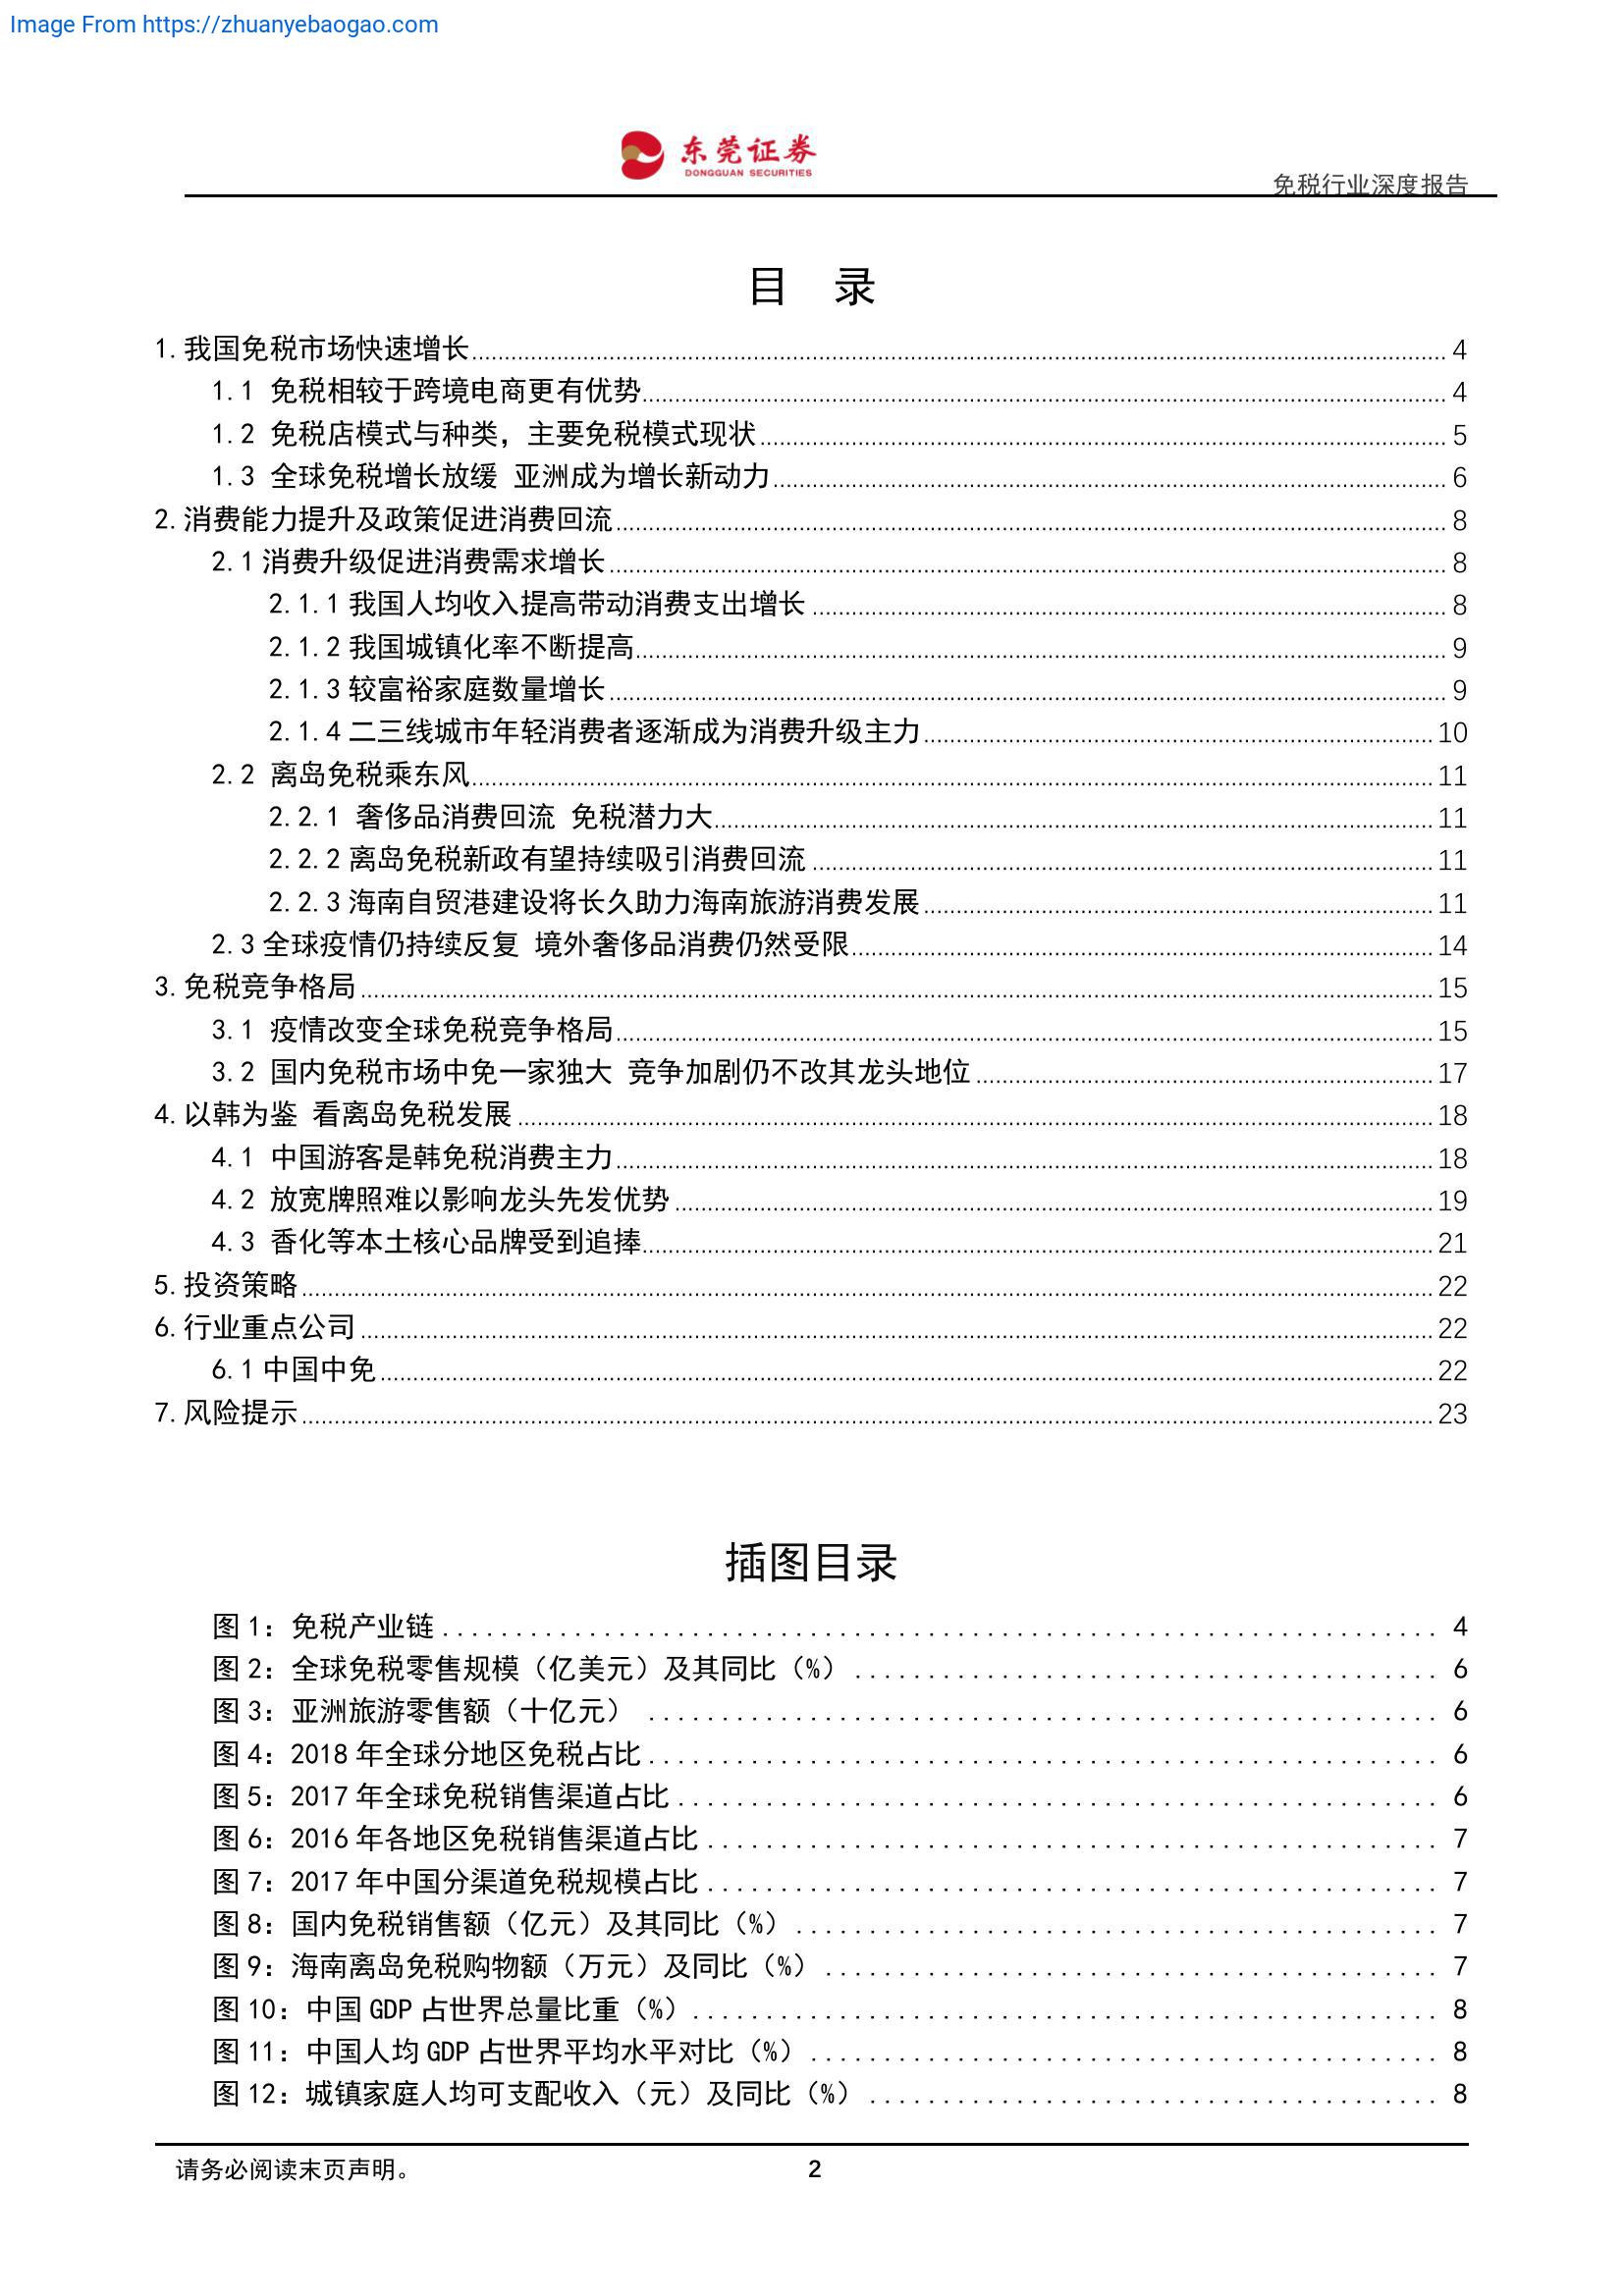 Image From https://zhuanyebaogao.com
东莞证券
DONGGUAN SECURITIES
免税行业深度报告
目 录
1.我国免税市场快速增长 4
1.1 免税相较于跨境电商更有优势 4
1.2 免税店模式与种类，主要免税模式现状 5
1.3 全球免税增长放缓 亚洲成为增长新动力 6
2.消费能力提升及政策促进消费回流 8
2.1消费升级促进消费需求增长 8
2.1.1我国人均收入提高带动消费支出增长 8
2.1.2我国城镇化率不断提高 9
2.1.3较富裕家庭数量增长 9
2.1.4二三线城市年轻消费者逐渐成为消费升级主力 10
2.2 离岛免税乘东风 11
2.2.1 奢侈品消费回流 免税潜力大 11
2.2.2离岛免税新政有望持续吸引消费回流 11
2.2.3海南自贸港建设将长久助力海南旅游消费发展 11
2.3全球疫情仍持续反复 境外奢侈品消费仍然受限 14
3.免税竞争格局 15
3.1 疫情改变全球免税竞争格局 15
3.2 国内免税市场中免一家独大 竞争加剧仍不改其龙头地位 17
4.以韩为鉴 看离岛免税发展 18
4.1 中国游客是韩免税消费主力 18
4.2 放宽牌照难以影响龙头先发优势 19
4.3 香化等本土核心品牌受到追捧 21
5.投资策略 22
6.行业重点公司 22
6.1中国中免 22
7.风险提示 23
插图目录
图 1：免税产业链 4
图 2：全球免税零售规模（亿美元）及其同比（%） 6
图 3：亚洲旅游零售额（十亿元） 6
图 4：2018 年全球分地区免税占比 6
图 5：2017 年全球免税销售渠道占比 6
图 6：2016 年各地区免税销售渠道占比 7
图 7：2017 年中国分渠道免税规模占比 7
图 8：国内免税销售额（亿元）及其同比（%） 7
图 9：海南离岛免税购物额（万元）及同比（%） 7
图 10：中国 GDP 占世界总量比重（%） 8
图 11：中国人均 GDP 占世界平均水平对比（%） 8
图 12：城镇家庭人均可支配收入（元）及同比（%） 8
请务必阅读末页声明。
2